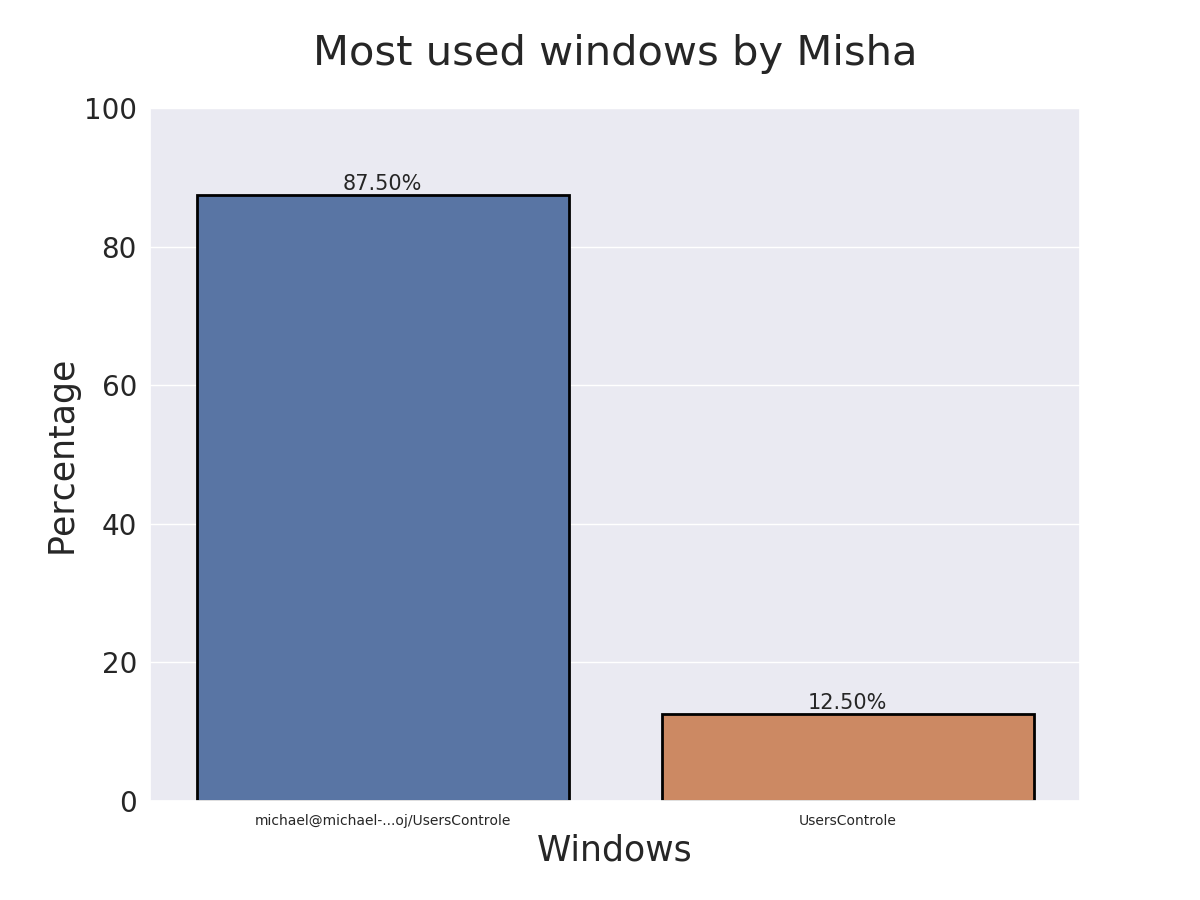 Most used windows by Misha
100
80
60
40
20
0
Percentage
87.50%
12.50%
michael@michael-...oj/UsersControle
UsersControle
Windows